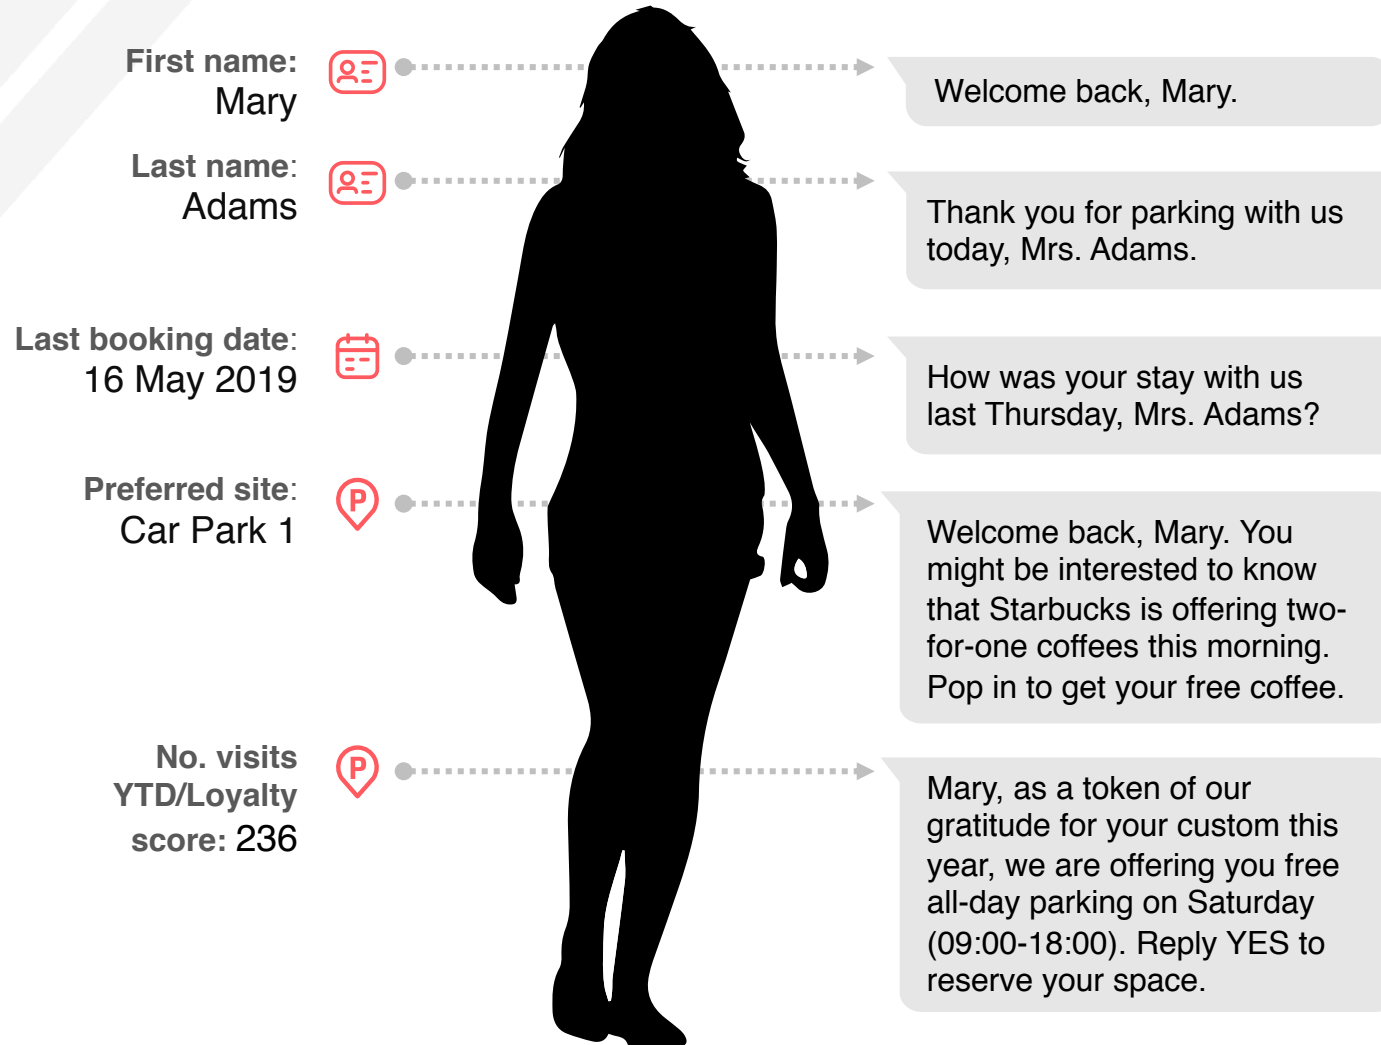 First name:
Mary
Welcome back, Mary.
Last name:
Adams
Thank you for parking with us
today, Mrs. Adams.
Last booking date:
16 May 2019
How was your stay with us
last Thursday, Mrs. Adams?
Preferred site:
Car Park 1
P
Welcome back, Mary. You
might be interested to know
that Starbucks is offering two-
for-one coffees this morning.
Pop in to get your free coffee.
No. visits
YTD/Loyalty
score: 236
P
Mary, as a token of our
gratitude for your custom this
year, we are offering you free
all-day parking on Saturday
(09:00-18:00). Reply YES to
reserve your space.